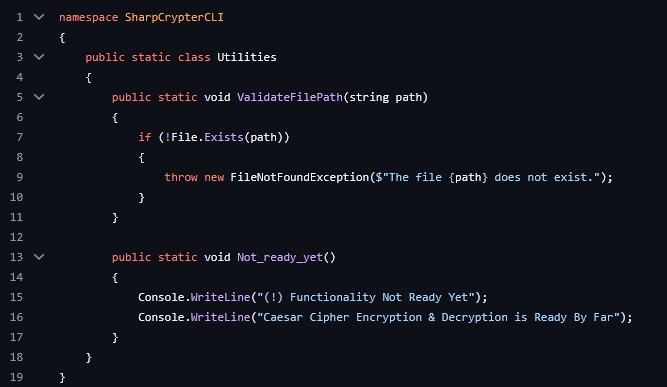 1 namespace SharpCrypterCLI
2 {
3     public static class Utilities
4     {
5         public static void ValidateFilePath(string path)
6         {
7             if (!File.Exists(path))
8             {
9                 throw new FileNotFoundException($"The file {path} does not exist.");
10             }
11         }
12
13         public static void Not_ready_yet()
14         {
15             Console.WriteLine("(!) Functionality Not Ready Yet");
16             Console.WriteLine("Caesar Cipher Encryption & Decryption is Ready By Far");
17         }
18     }
19 }